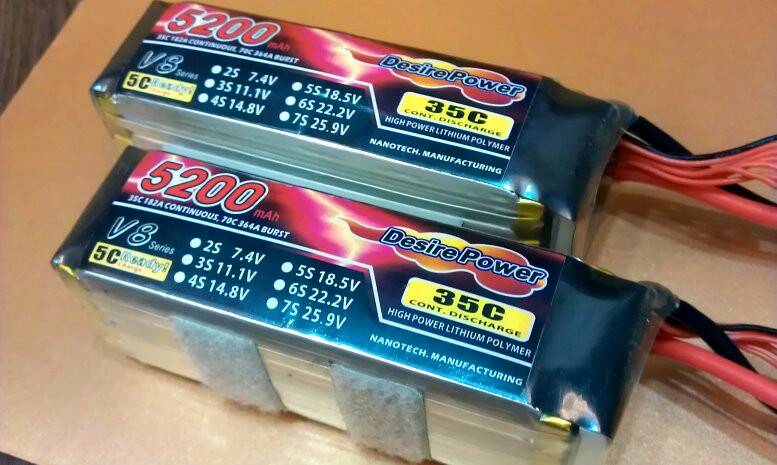 5200 mAh
35C 182A CONTINUOUS, 70C 364A BURST
V8 Series
5C Ready!
Charge
2S 7.4V
3S 11.1V
4S 14.8V
5S 18.5V
6S 22.2V
7S 25.9V
Desire Power
35C
CONT. DISCHARGE
HIGH POWER LITHIUM POLYMER
NANOTECH. MANUFACTURING
5200 mAh
35C 182A CONTINUOUS, 70C 364A BURST
V8 Series
5C Ready!
Charge
2S 7.4V
3S 11.1V
4S 14.8V
5S 18.5V
6S 22.2V
7S 25.9V
Desire Power
35C
CONT. DISCHARGE
HIGH POWER LITHIUM POLYMER
NANOTECH. MANUFACTURING